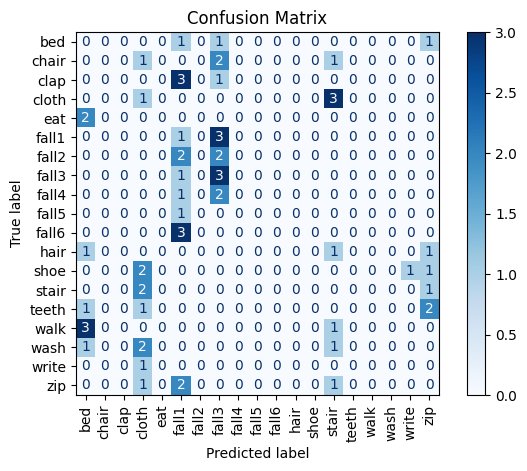 Confusion Matrix
bed 0 0 0 0 0 1 0 1 0 0 0 0 0 0 0 0 0 0 1
chair 0 0 0 1 0 0 0 2 0 0 0 0 0 1 0 0 0 0 0
clap 0 0 0 0 0 3 0 1 0 0 0 0 0 0 0 0 0 0 0
cloth 0 0 0 1 0 0 0 0 0 0 0 0 0 3 0 0 0 0 0
eat 2 0 0 0 0 0 0 0 0 0 0 0 0 0 0 0 0 0 0
fall1 0 0 0 0 0 1 0 3 0 0 0 0 0 0 0 0 0 0 0
fall2 0 0 0 0 0 2 0 2 0 0 0 0 0 0 0 0 0 0 0
fall3 0 0 0 0 0 1 0 3 0 0 0 0 0 0 0 0 0 0 0
fall4 0 0 0 0 0 1 0 2 0 0 0 0 0 0 0 0 0 0 0
fall5 0 0 0 0 0 1 0 0 0 0 0 0 0 0 0 0 0 0 0
fall6 0 0 0 0 0 3 0 0 0 0 0 0 0 0 0 0 0 0 0
hair 1 0 0 0 0 0 0 0 0 0 0 0 0 1 0 0 0 0 1
shoe 0 0 0 2 0 0 0 0 0 0 0 0 0 0 0 0 0 1 1
stair 0 0 0 2 0 0 0 0 0 0 0 0 0 0 0 0 0 0 1
teeth 1 0 0 1 0 0 0 0 0 0 0 0 0 0 0 0 0 0 2
walk 3 0 0 0 0 0 0 0 0 0 0 0 0 1 0 0 0 0 0
wash 1 0 0 2 0 0 0 0 0 0 0 0 0 1 0 0 0 0 0
write 0 0 0 1 0 0 0 0 0 0 0 0 0 0 0 0 0 0 0
zip 0 0 0 1 0 2 0 0 0 0 0 0 0 1 0 0 0 0 0
bed chair clap cloth eat fall1 fall2 fall3 fall4 fall5 fall6 hair shoe stair teeth walk wash write zip
Predicted label
True label
3.0
2.5
2.0
1.5
1.0
0.5
0.0